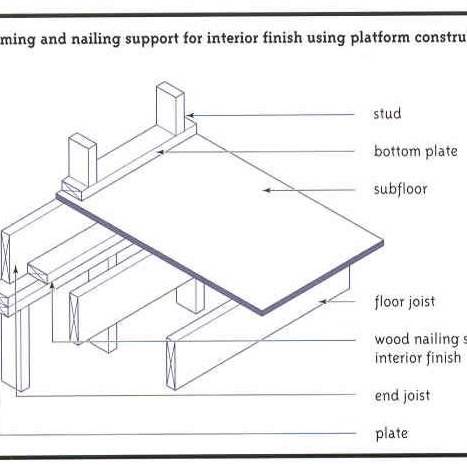 ming and nailing support for interior finish using platform constru
stud
bottom plate
subfloor
floor joist
wood nailing s
interior finish
end joist
plate